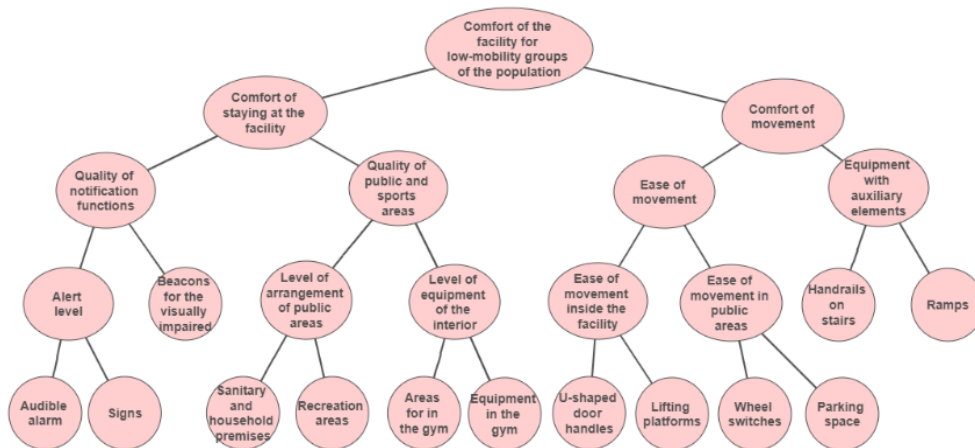 Comfort of the
facility for
low-mobility groups
of the population
Comfort of
staying at the
facility
Comfort of
movement
Quality of
notification
functions
Quality of
public and
sports
areas
Ease of
movement
Equipment
with
auxiliary
elements
Alert
level
Beacons
for the
visually
impaired
Level of
arrangement
of public
areas
Level of
equipment
of the
interior
Ease of
movement
inside the
facility
Ease of
movement in
public
areas
Handrails
on
stairs
Ramps
Audible
alarm
Signs
Sanitary
and
household
premises
Recreation
areas
Areas
for in
the gym
Equipment
in the
gym
U-shaped
door
handles
Lifting
platforms
Wheel
switches
Parking
space